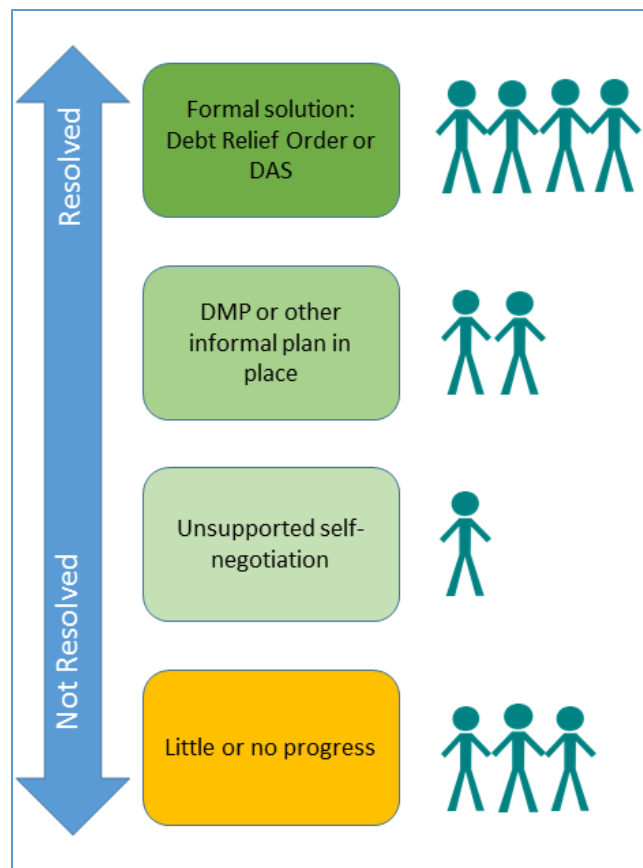 Resolved
Formal solution:
Debt Relief Order or
DAS
DMP or other
informal plan in
place
Unsupported self-
negotiation
Not Resolved
Little or no progress